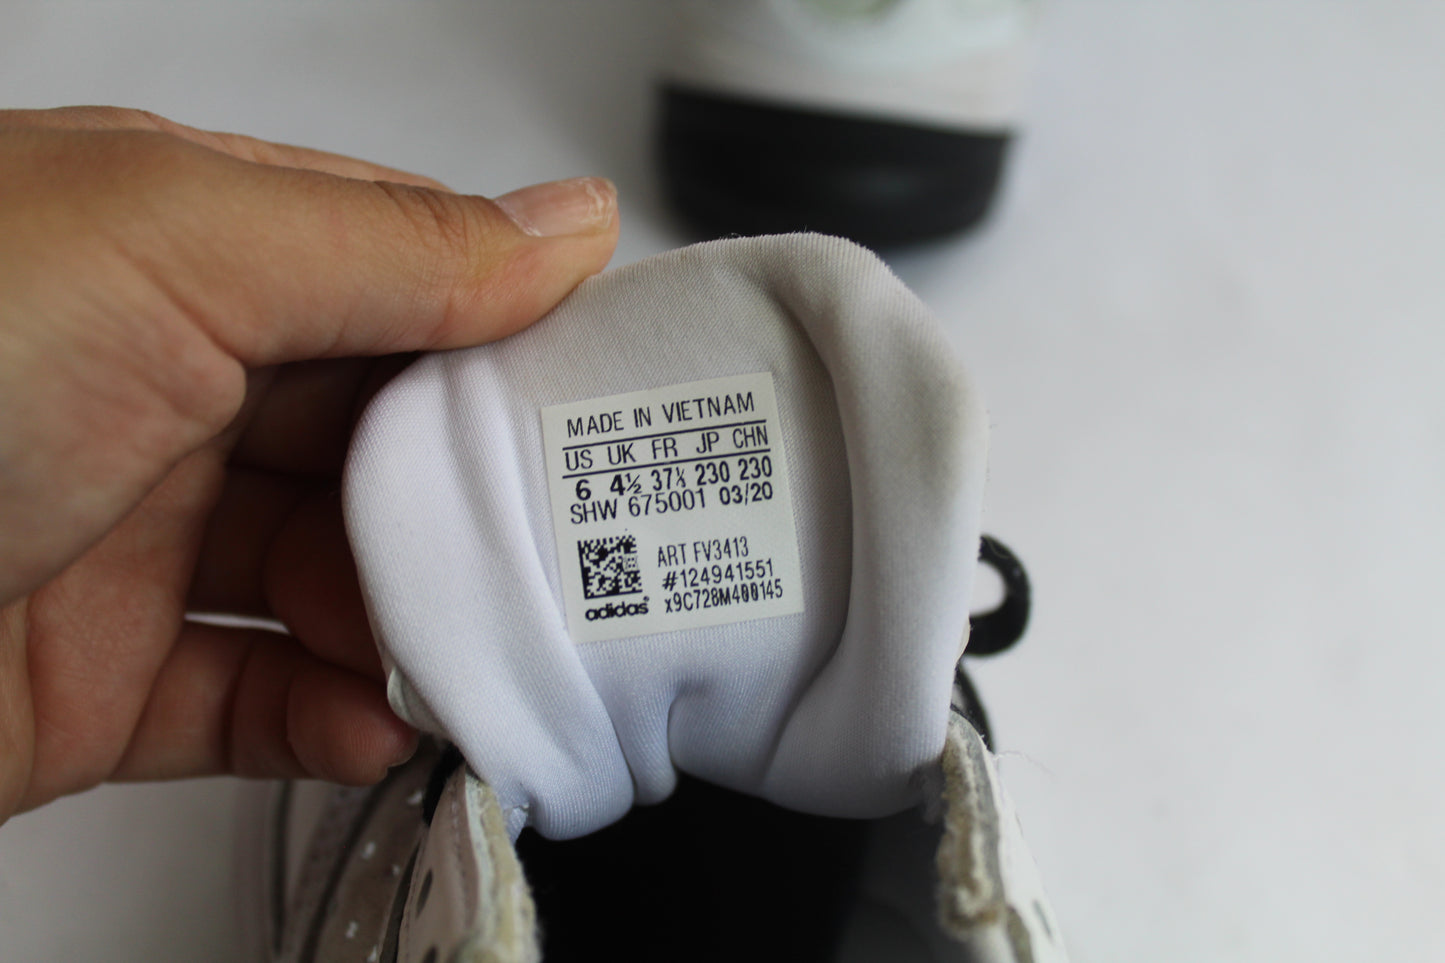 MADE IN VIETNAM
US UK FR JP CHN
6 4½ 37⅓ 230 230
SHW 675001 03/20
ART FV3413
#124941551
adidas® x9C728M400145